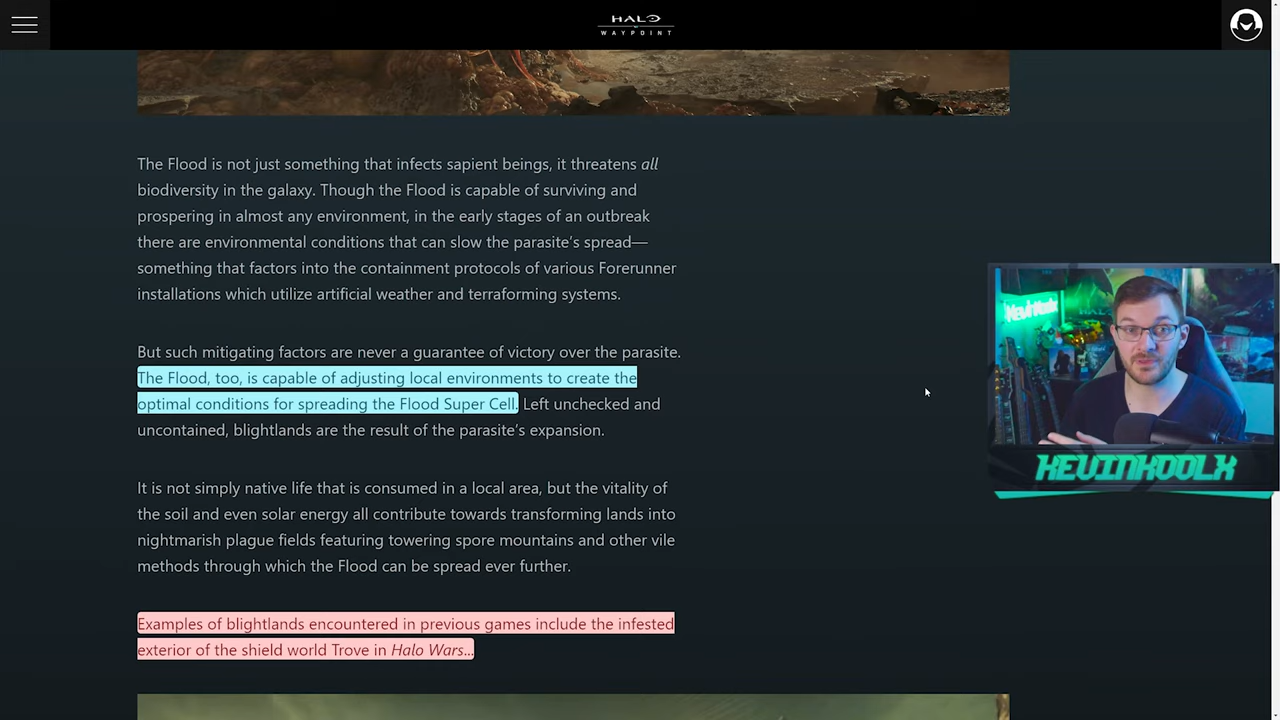 HALO
WAYPOINT
The Flood is not just something that infects sapient beings, it threatens all
biodiversity in the galaxy. Though the Flood is capable of surviving and
prospering in almost any environment, in the early stages of an outbreak
there are environmental conditions that can slow the parasite's spread—
something that factors into the containment protocols of various Forerunner
installations which utilize artificial weather and terraforming systems.
But such mitigating factors are never a guarantee of victory over the parasite.
The Flood, too, is capable of adjusting local environments to create the
optimal conditions for spreading the Flood Super Cell. Left unchecked and
uncontained, blightlands are the result of the parasite's expansion.
It is not simply native life that is consumed in a local area, but the vitality of
the soil and even solar energy all contribute towards transforming lands into
nightmarish plague fields featuring towering spore mountains and other vile
methods through which the Flood can be spread ever further.
Examples of blightlands encountered in previous games include the infested
exterior of the shield world Trove in Halo Wars...
KevinKoolx
KEVINKOOLX